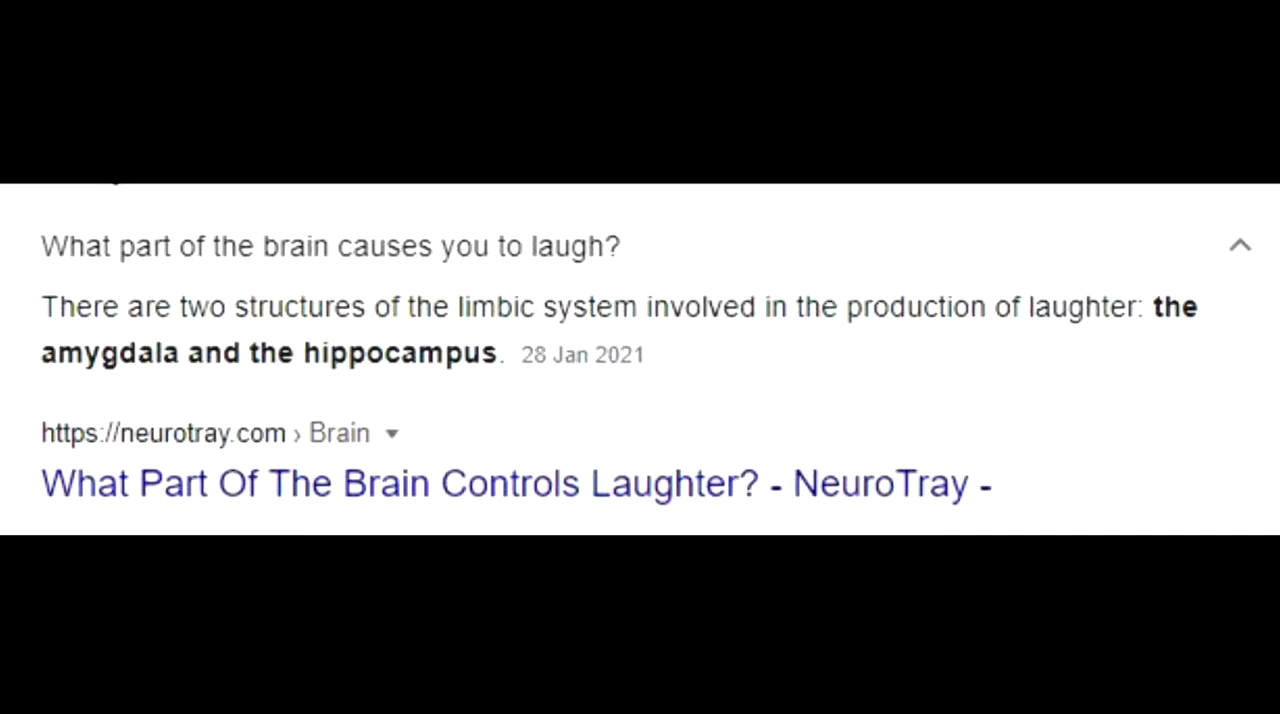 What part of the brain causes you to laugh?
There are two structures of the limbic system involved in the production of laughter: the
amygdala and the hippocampus. 28 Jan 2021
https://neurotray.com › Brain
What Part Of The Brain Controls Laughter? - NeuroTray -